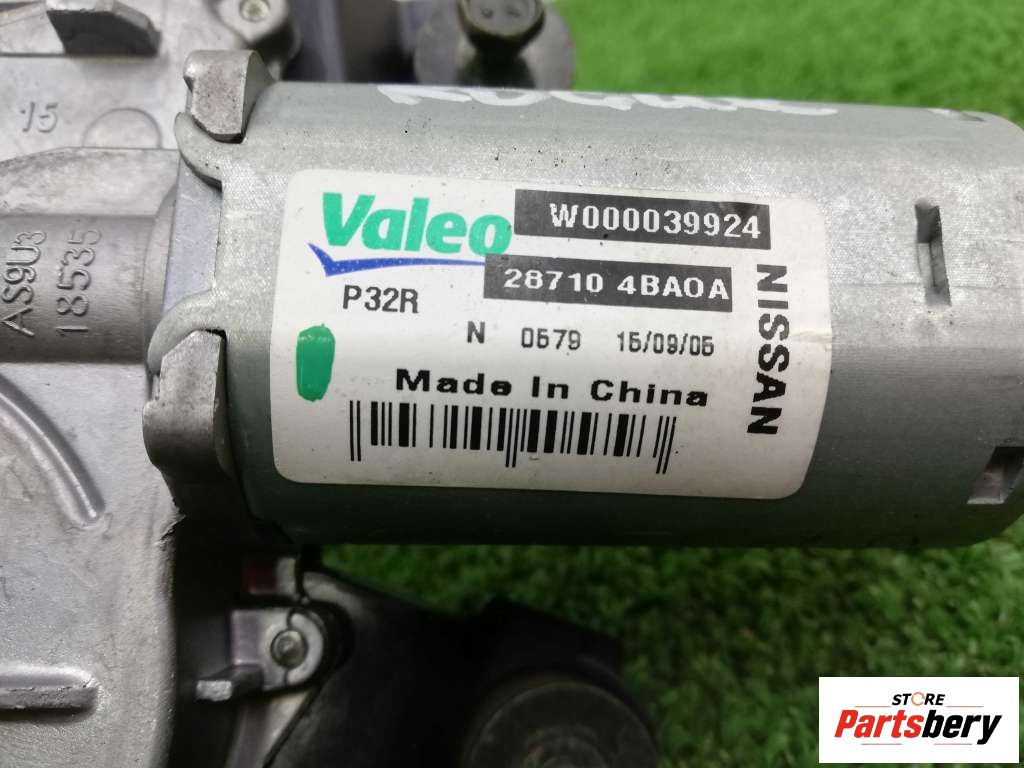 15
AS9U3
18535
Valeo
W000039924
28710 4BA0A
P32R
N 0579 15/09/05
Made In China
NISSAN
STORE
Partsbery